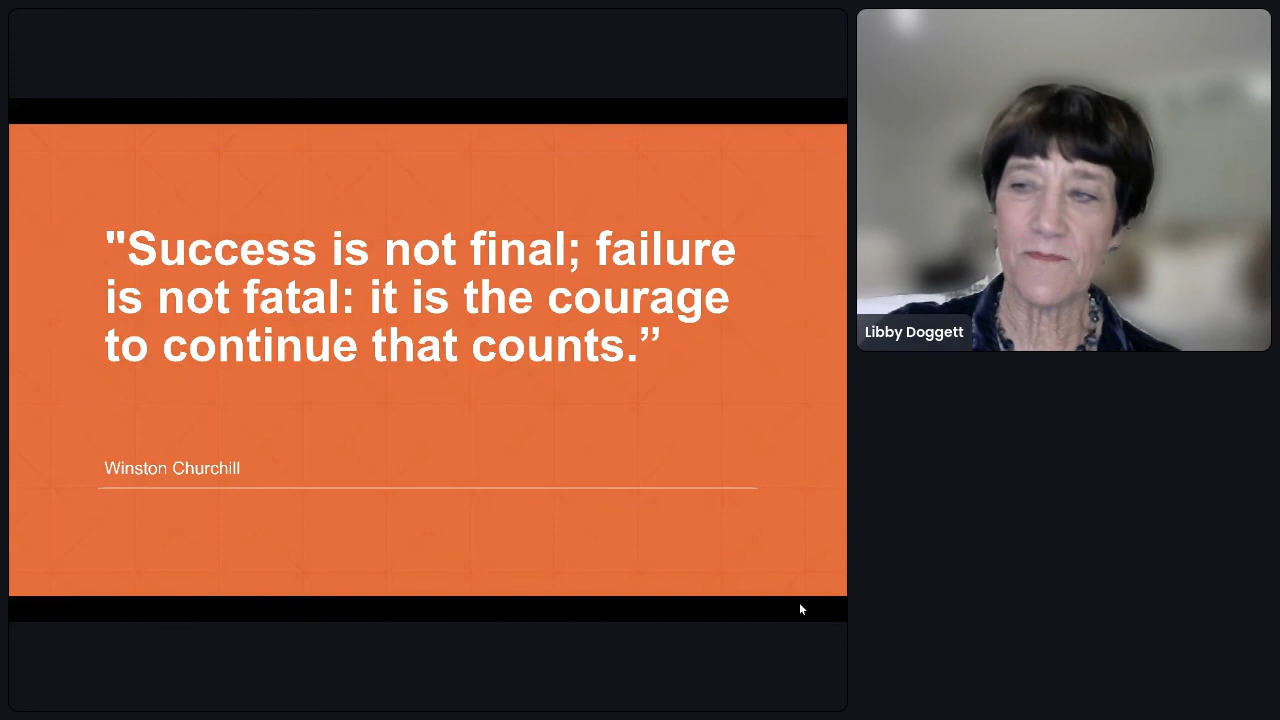 "Success is not final; failure
is not fatal: it is the courage
to continue that counts.”
Winston Churchill
Libby Doggett